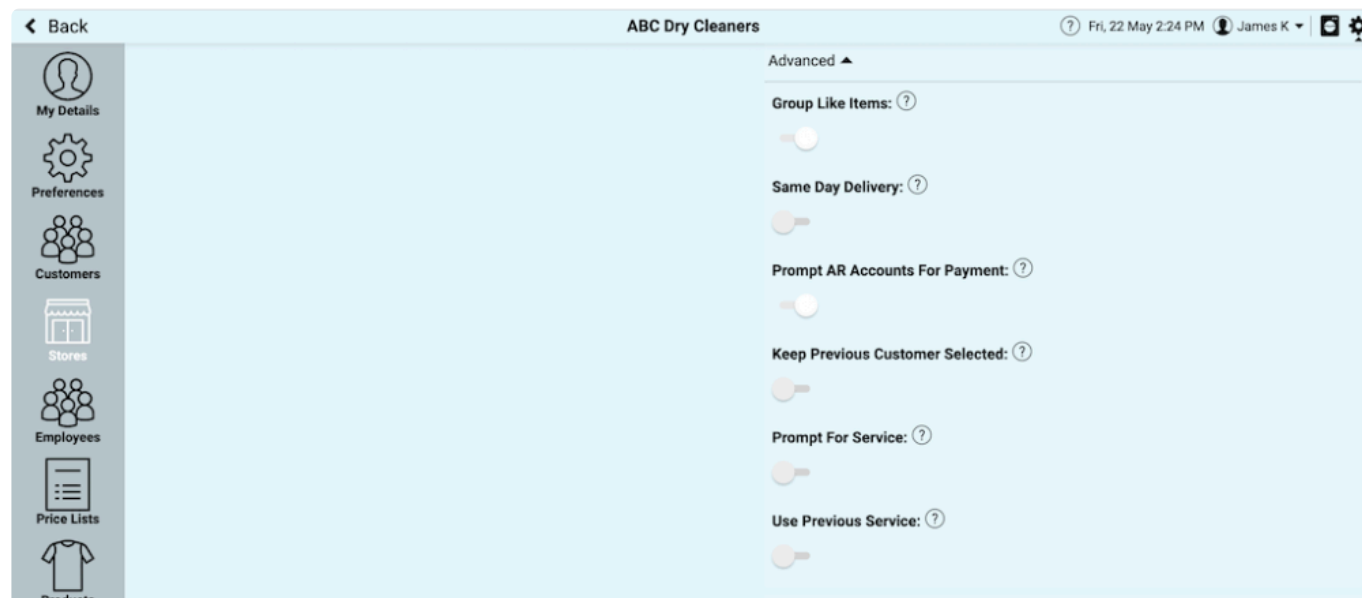 Back
ABC Dry Cleaners
? Fri, 22 May 2:24 PM James K
My Details
Preferences
Customers
Stores
Employees
Price Lists
Products
Advanced
Group Like Items: ?
Same Day Delivery: ?
Prompt AR Accounts For Payment: ?
Keep Previous Customer Selected: ?
Prompt For Service: ?
Use Previous Service: ?